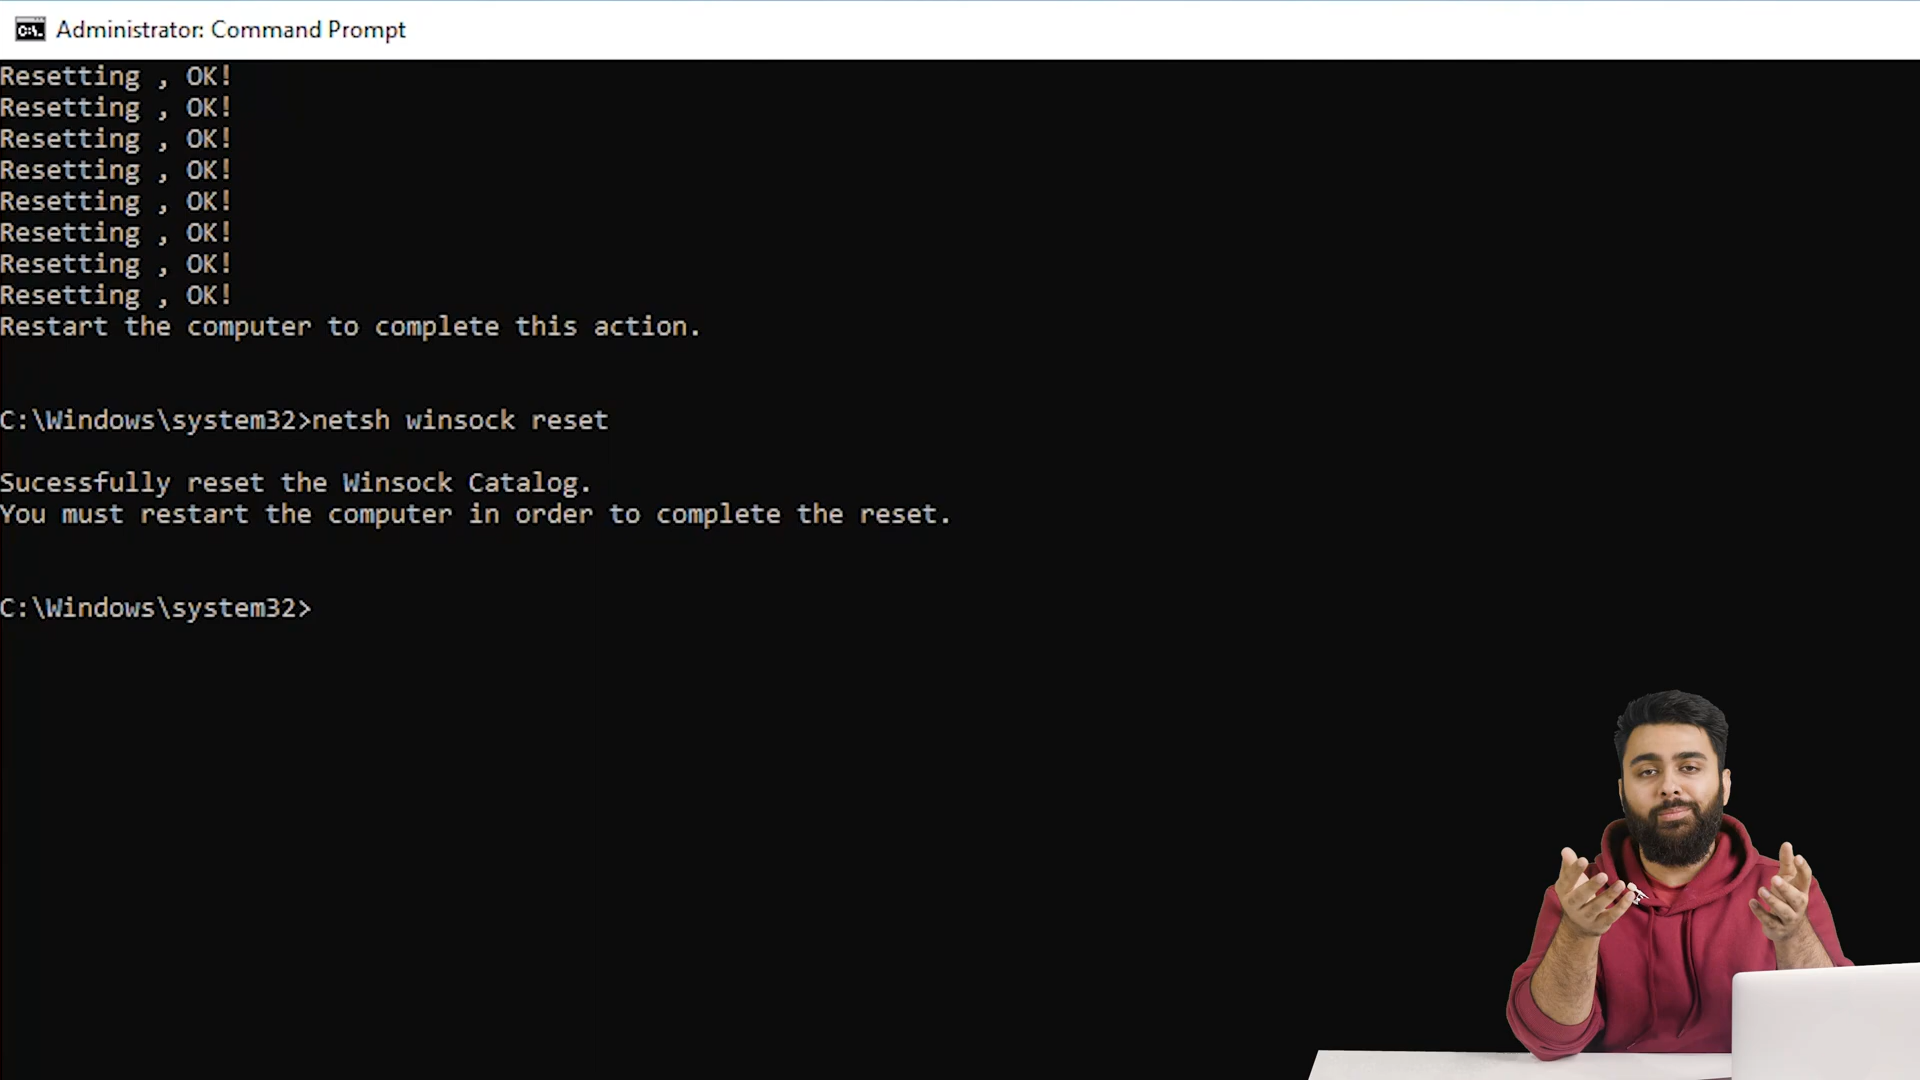 Administrator: Command Prompt
Resetting , OK!
Resetting , OK!
Resetting , OK!
Resetting , OK!
Resetting , OK!
Resetting , OK!
Resetting , OK!
Resetting , OK!
Restart the computer to complete this action.
C:\Windows\system32>netsh winsock reset
Sucessfully reset the Winsock Catalog.
You must restart the computer in order to complete the reset.
C:\Windows\system32>